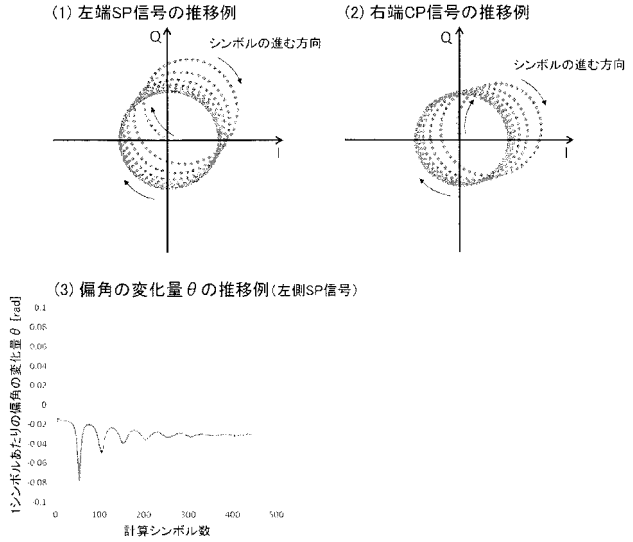 (1) 左端SP信号の推移例
(2) 右端CP信号の推移例
Q
シンボルの進む方向
I
Q
シンボルの進む方向
I
(3) 偏角の変化量θの推移例(左側SP信号)
1シンボルあたりの偏角の変化量θ [rad]
0.1
0.08
0.06
0.04
0.02
0
-0.02
-0.04
-0.06
-0.08
-0.1
0
100
200
300
400
500
計算シンボル数